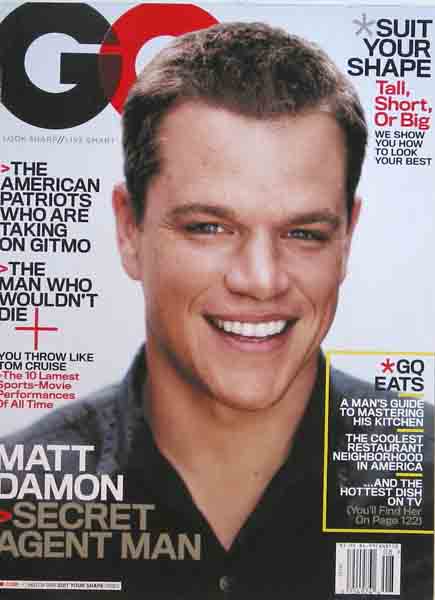 GQ
LOOK SHARP//LIVE SMART
*SUIT
YOUR
SHAPE
Tall,
Short,
Or Big
WE SHOW
YOU HOW
TO LOOK
YOUR BEST
>THE
AMERICAN
PATRIOTS
WHO ARE
TAKING
ON GITMO
>THE
MAN WHO
WOULDN'T
DIE
YOU THROW LIKE
TOM CRUISE
>The 10 Lamest
Sports-Movie
Performances
Of All Time
MATT
DAMON
>SECRET
AGENT MAN
*GQ
EATS
A MAN'S GUIDE
TO MASTERING
HIS KITCHEN
THE COOLEST
RESTAURANT
NEIGHBORHOOD
IN AMERICA
...AND THE
HOTTEST DISH
ON TV
(You'll Find Her
On Page 122)
SUIT YOUR SHAPE